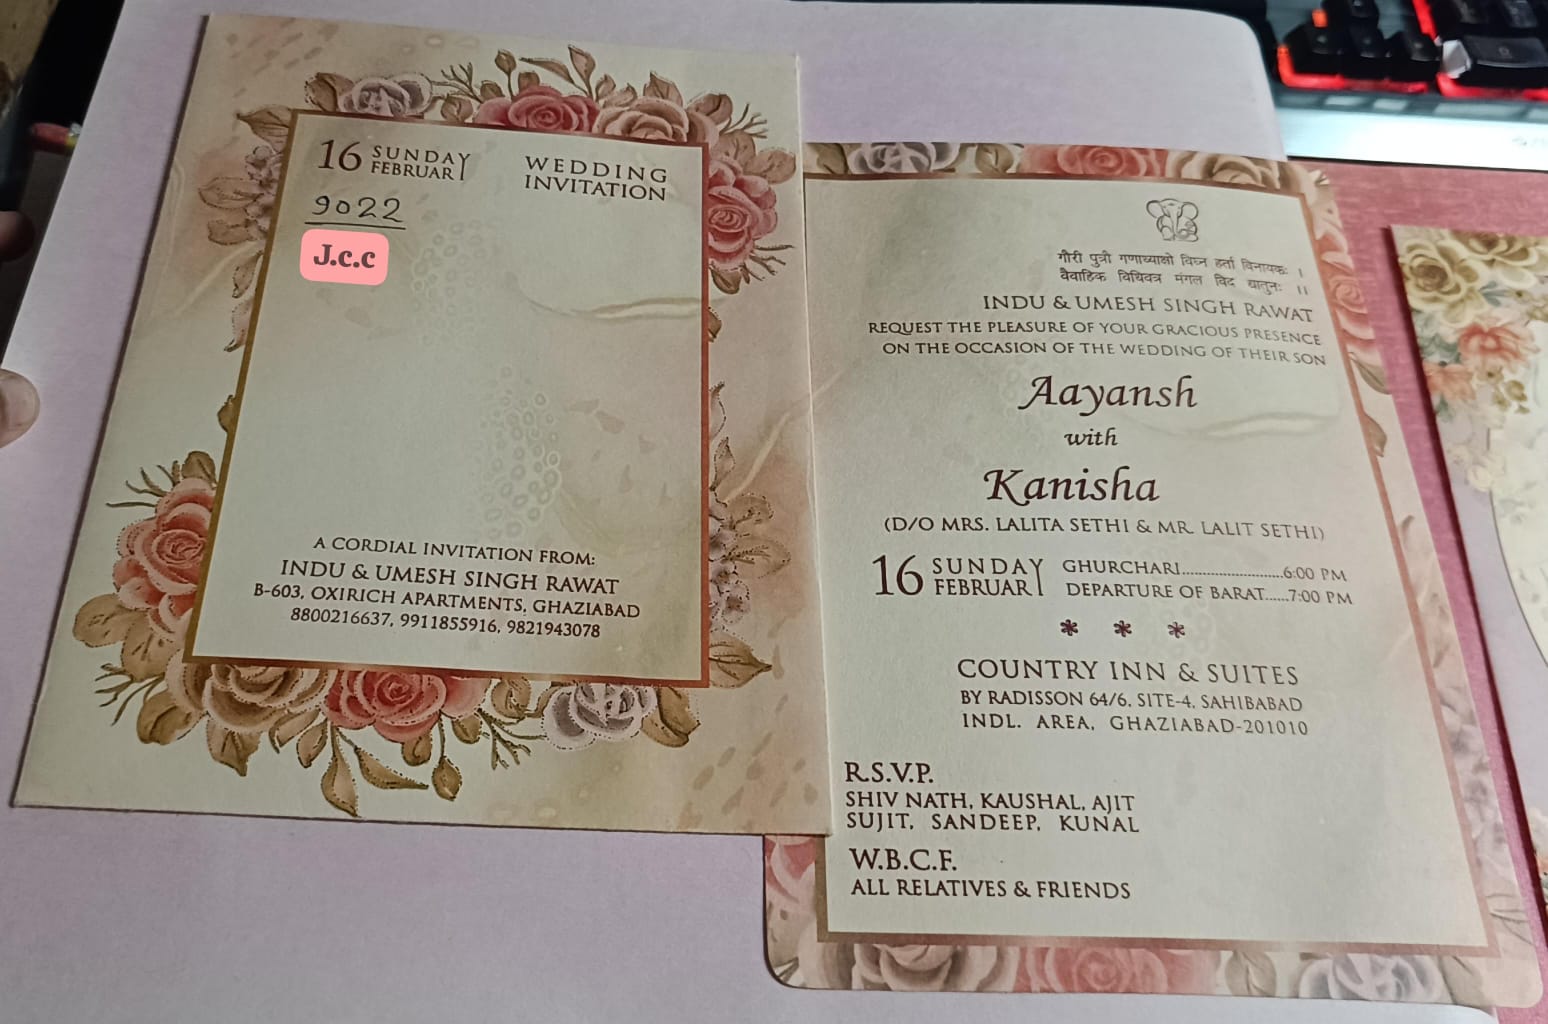 16 SUNDAY
FEBRUARY
WEDDING
INVITATION
9022
J.c.c
A CORDIAL INVITATION FROM:
INDU & UMESH SINGH RAWAT
B-603, OXIRICH APARTMENTS, GHAZIABAD
8800216637, 9911855916, 9821943078
गौरी पुत्री गणाध्याक्षो विघ्न हर्ता विनायकः ।
वैवाहिक विधिवत्र मंगल विद धातुनः ।।
INDU & UMESH SINGH RAWAT
REQUEST THE PLEASURE OF YOUR GRACIOUS PRESENCE
ON THE OCCASION OF THE WEDDING OF THEIR SON
Aayansh
with
Kanisha
(D/O MRS. LALITA SETHI & MR. LALIT SETHI)
16 SUNDAY
FEBRUARY
GHURCHARI.........................6:00 PM
DEPARTURE OF BARAT......7:00 PM
* * *
COUNTRY INN & SUITES
BY RADISSON 64/6, SITE-4, SAHIBABAD
INDL. AREA, GHAZIABAD-201010
R.S.V.P.
SHIV NATH, KAUSHAL, AJIT
SUJIT, SANDEEP, KUNAL
W.B.C.F.
ALL RELATIVES & FRIENDS